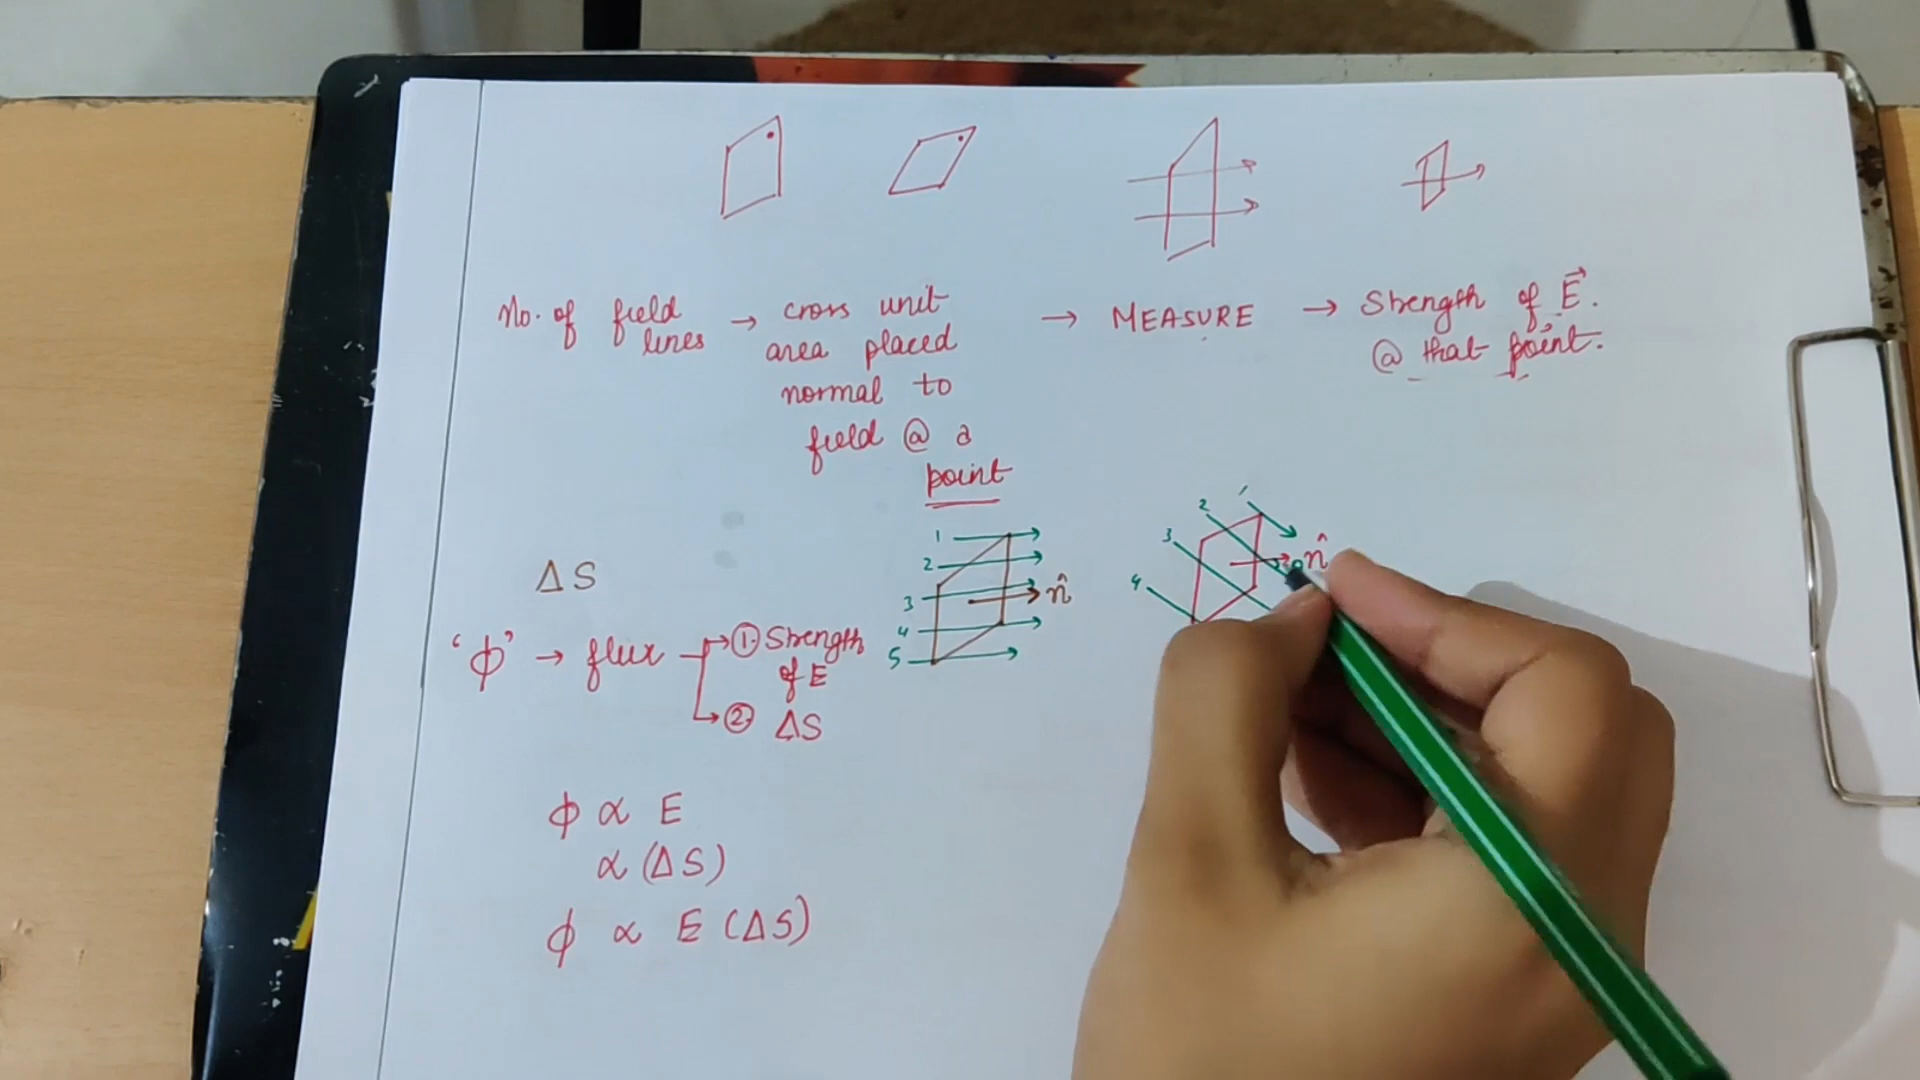 No. of field lines → cross unit area placed normal to field @ a point → MEASURE → Strength of E⃗. @ that point.
ΔS
'ϕ' → flux → ①. Strength of E
→ ②. ΔS
1
2
3
4
5
n̂
1
2
3
4
n̂
ϕ ∝ E
∝ (ΔS)
ϕ ∝ E (ΔS)